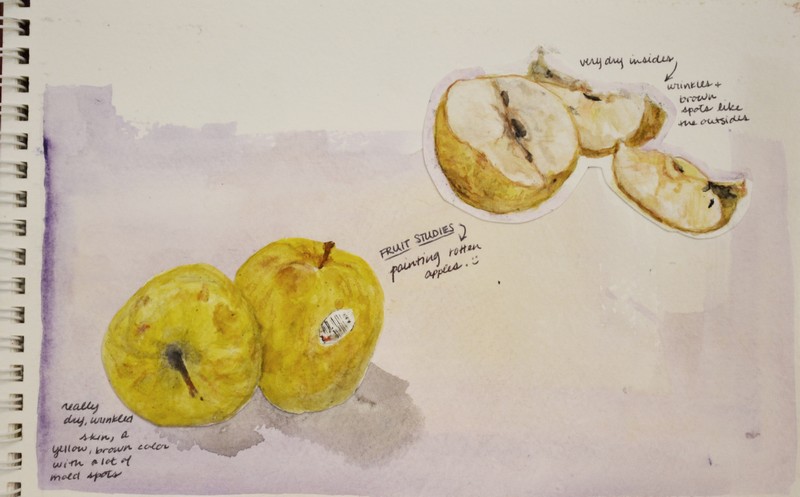 very dry insides
wrinkles +
brown
spots like
the outsides
FRUIT STUDIES
painting rotten
apples. :)
really
dry, wrinkled
skin, a
yellow, brown color
with a lot of
mold spots